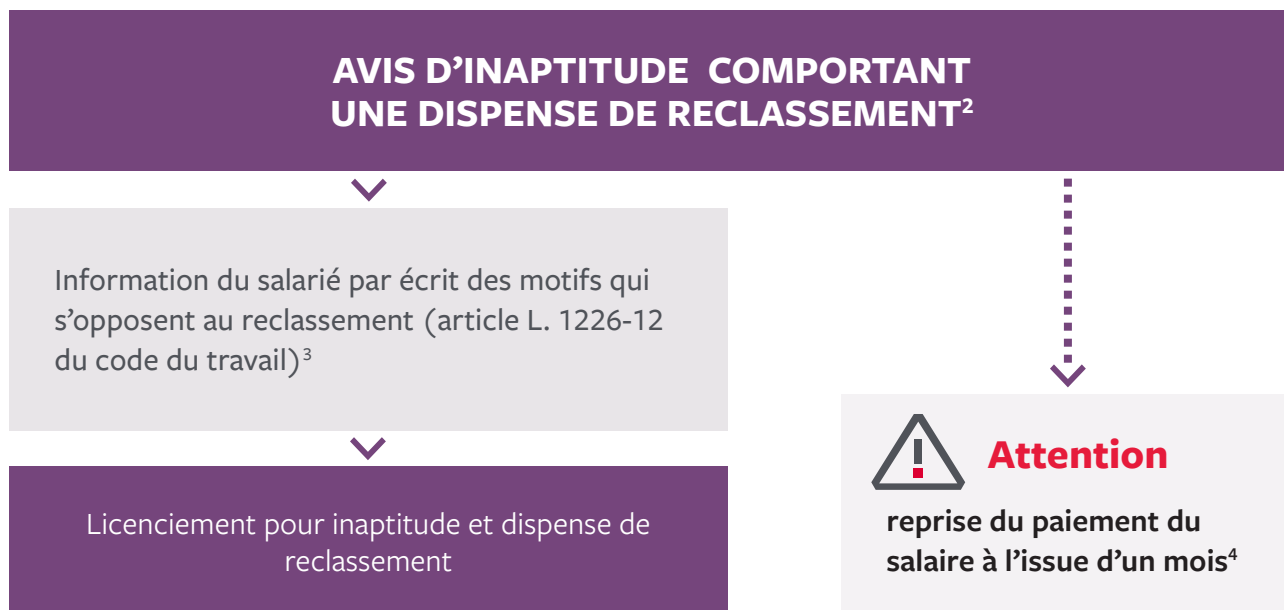 AVIS D’INAPTITUDE COMPORTANT
UNE DISPENSE DE RECLASSEMENT²
Information du salarié par écrit des motifs qui
s’opposent au reclassement (article L. 1226-12
du code du travail)³
Licenciement pour inaptitude et dispense de
reclassement
Attention
reprise du paiement du
salaire à l’issue d’un mois⁴